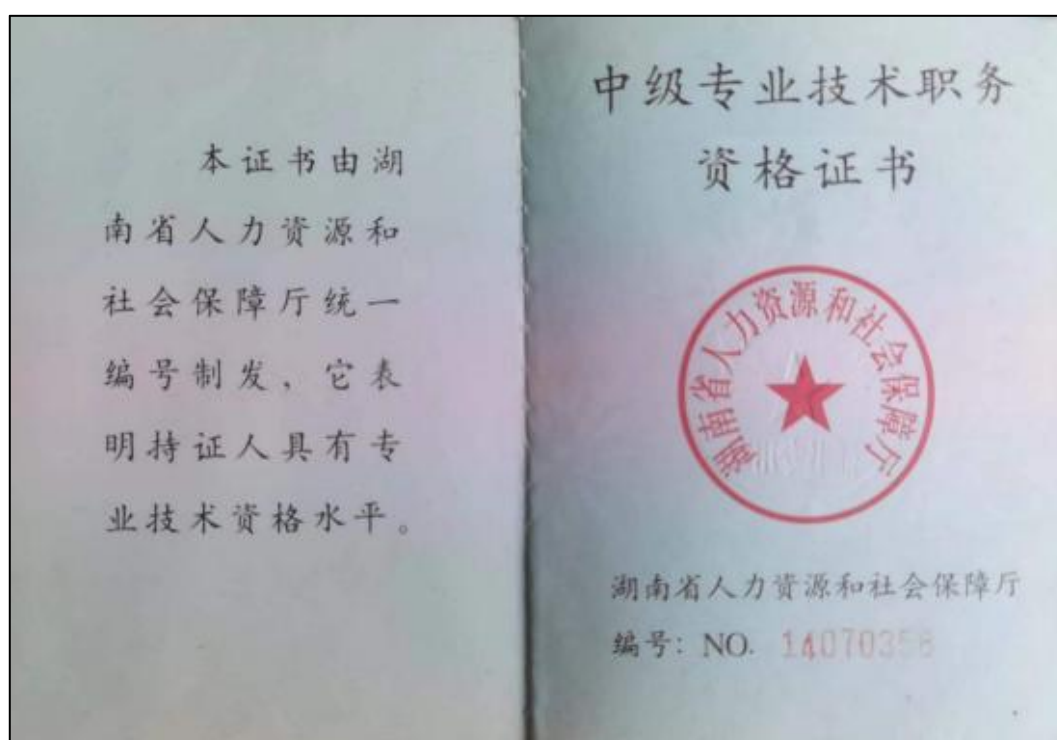 本证书由湖
南省人力资源和
社会保障厅统一
编号制发，它表
明持证人具有专
业技术资格水平。
中级专业技术职务
资格证书
湖南省人力资源和社会保障厅
湖南省人力资源和社会保障厅
编号：NO. 14070358